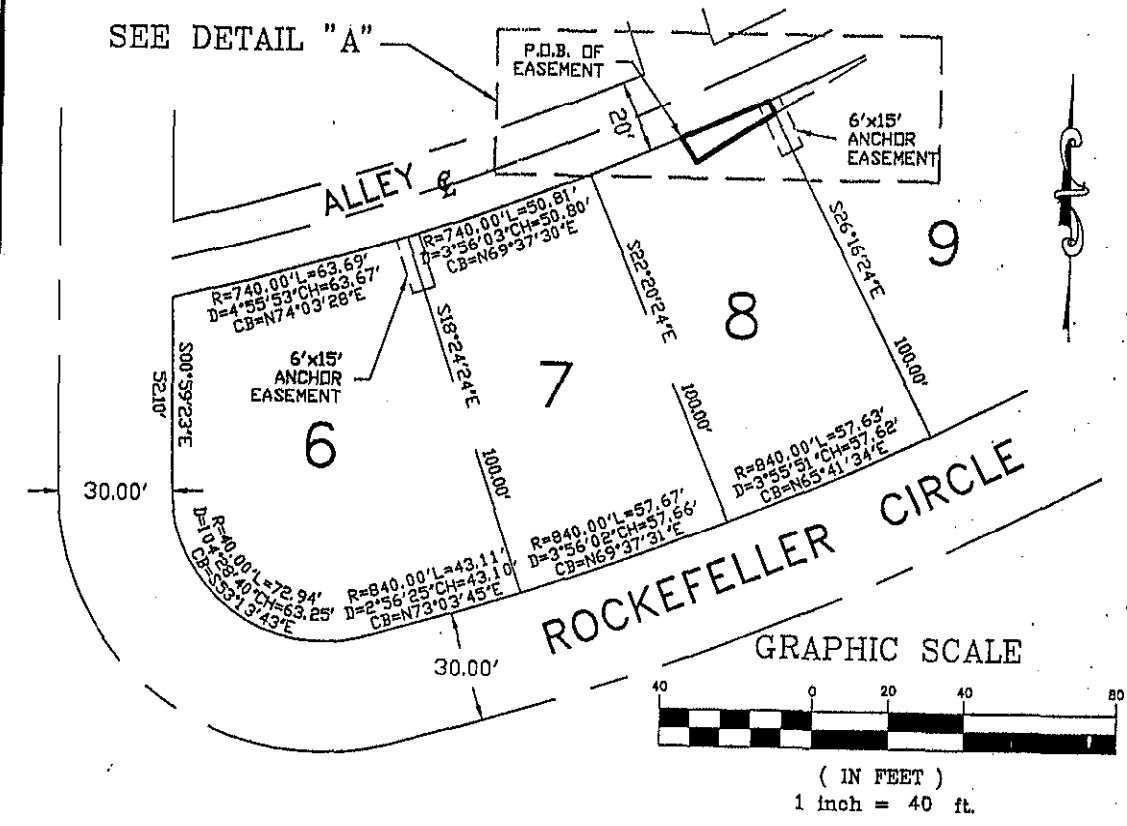 SEE DETAIL "A"
P.O.B. OF
EASEMENT
20'
6'x15'
ANCHOR
EASEMENT
ALLEY
R=740.00'L=50.81'
D=3°56'03"CH=50.80'
CB=N69°37'30"E
R=740.00'L=63.69'
D=4°55'53"CH=63.67'
CB=N74°03'28"E
S26°16'24"E
100.00'
9
S22°20'24"E
100.00'
8
6'x15'
ANCHOR
EASEMENT
S18°24'24"E
100.00'
7
S00°59'23"E
52.10'
6
30.00'
R=40.00'L=72.94'
D=104°28'40"CH=63.25'
CB=S53°13'43"E
R=840.00'L=43.11'
D=2°56'25"CH=43.10'
CB=N73°03'45"E
R=840.00'L=57.67'
D=3°56'02"CH=57.66'
CB=N69°37'31"E
R=840.00'L=57.63'
D=3°55'51"CH=57.62'
CB=N65°41'34"E
ROCKEFELLER CIRCLE
30.00'
GRAPHIC SCALE
40 0 20 40 80
( IN FEET )
1 inch = 40 ft.